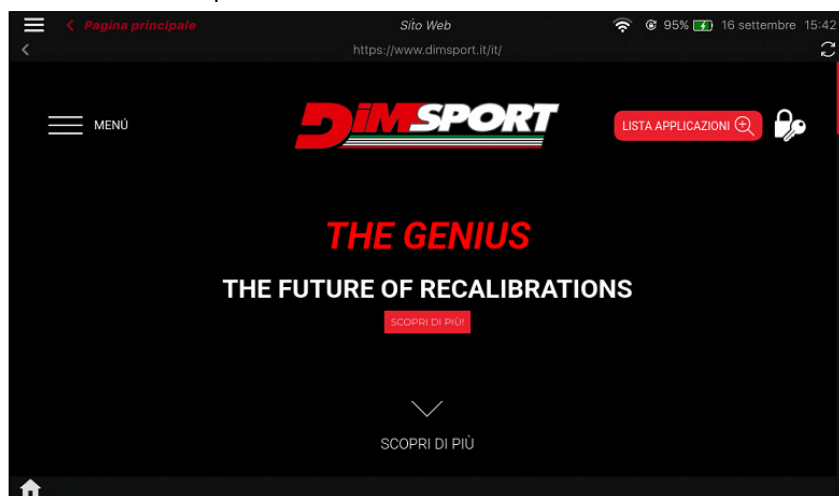 Pagina principale Sito Web 95% 16 settembre 15:42
https://www.dimsport.it/it/
MENÚ DiMSPORT LISTA APPLICAZIONI
THE GENIUS
THE FUTURE OF RECALIBRATIONS
SCOPRI DI PIÙ!
SCOPRI DI PIÙ